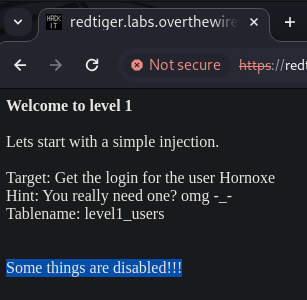 HACK
IT
redtiger.labs.overthewire
Not secure
https://red
Welcome to level 1
Lets start with a simple injection.
Target: Get the login for the user Hornoxe
Hint: You really need one? omg -_-
Tablename: level1_users
Some things are disabled!!!